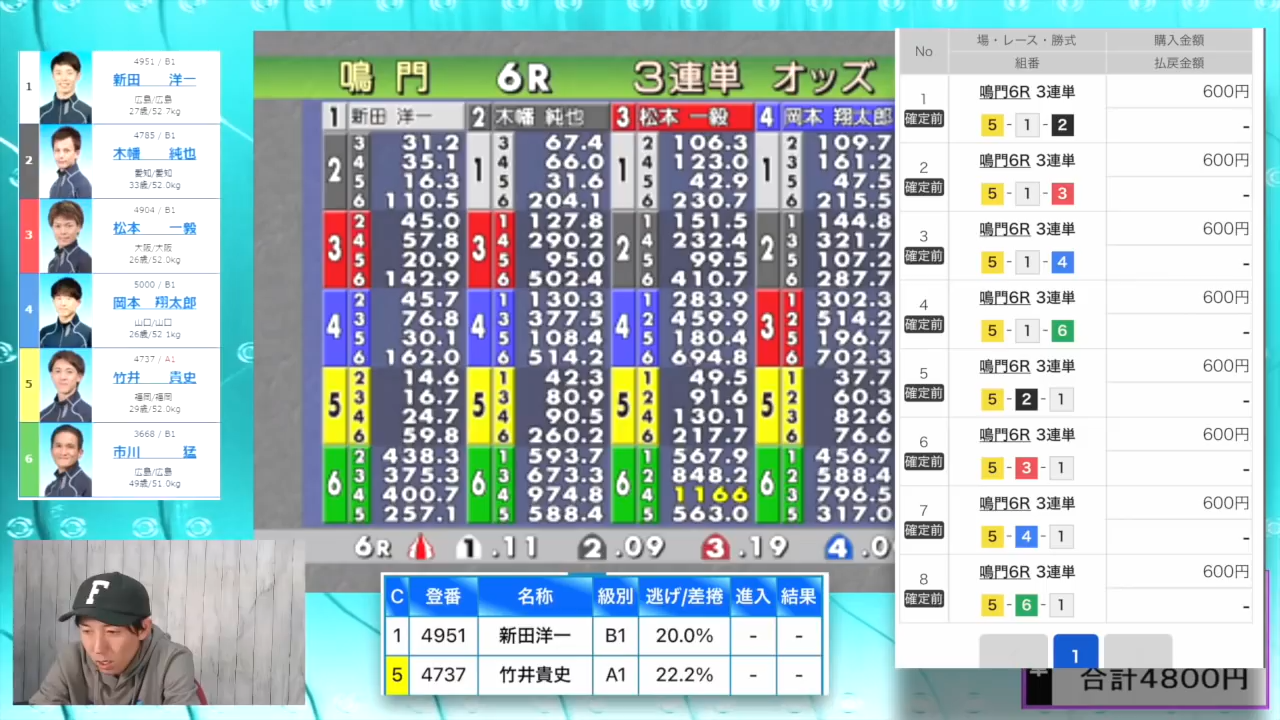 1
4951 / B1
新田 洋一
広島/広島
27歳/52.7kg
2
4785 / B1
木幡 純也
愛知/愛知
33歳/52.0kg
3
4904 / B1
松本 一毅
大阪/大阪
26歳/52.0kg
4
5000 / B1
岡本 翔太郎
山口/山口
26歳/52.1kg
5
4737 / A1
竹井 貴史
福岡/福岡
29歳/52.0kg
6
3668 / B1
市川 猛
広島/広島
49歳/51.0kg
F
鳴門 6R 3連単 オッズ
1 新田 洋一 2 木幡 純也 3 松本 一毅 4 岡本 翔太郎
2 1 1 1
3 31.2 3 67.4 2 106.3 2 109.7
4 35.1 4 66.0 4 123.0 3 161.2
5 16.3 5 31.6 5 42.9 5 47.5
6 110.5 6 204.1 6 230.7 6 215.5
3 3 2 2
2 45.0 1 127.8 1 151.5 1 144.8
4 57.8 4 290.2 4 232.4 3 321.7
5 20.9 5 95.0 5 99.5 5 107.2
6 142.9 6 502.4 6 410.7 6 287.7
4 4 4 3
2 45.7 1 130.3 1 283.9 1 302.3
3 76.8 3 377.5 2 459.9 2 514.2
5 30.1 5 108.4 5 180.4 5 196.7
6 162.0 6 514.2 6 694.8 6 702.3
5 5 5 5
2 14.6 1 42.3 1 49.5 1 37.7
3 16.7 3 80.9 2 91.6 2 60.3
4 24.7 4 90.5 4 130.1 3 82.6
6 59.8 6 260.2 6 217.7 6 76.6
6 6 6 6
2 438.3 1 593.7 1 567.9 1 456.7
3 375.3 3 673.3 2 848.2 2 588.4
4 400.7 4 974.8 4 1166 3 796.5
5 257.1 5 588.4 5 563.0 5 317.0
6R 1 .11 2 .09 3 .19 4 .0
C 登番 名称 級別 逃げ/差捲 進入 結果
1 4951 新田洋一 B1 20.0% - -
5 4737 竹井貴史 A1 22.2% - -
No 場・レース・勝式 購入金額
組番 払戻金額
1 鳴門6R 3連単 600円
確定前 5 - 1 - 2 -
2 鳴門6R 3連単 600円
確定前 5 - 1 - 3 -
3 鳴門6R 3連単 600円
確定前 5 - 1 - 4 -
4 鳴門6R 3連単 600円
確定前 5 - 1 - 6 -
5 鳴門6R 3連単 600円
確定前 5 - 2 - 1 -
6 鳴門6R 3連単 600円
確定前 5 - 3 - 1 -
7 鳴門6R 3連単 600円
確定前 5 - 4 - 1 -
8 鳴門6R 3連単 600円
確定前 5 - 6 - 1 -
1
合計4800円